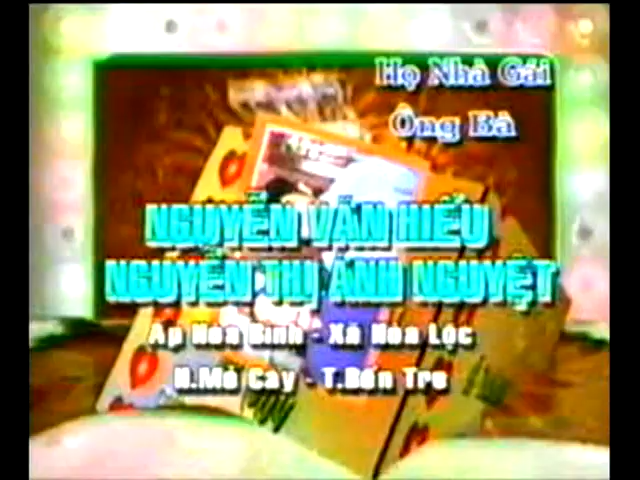 Họ Nhà Gái
Ông Bà
NGUYỄN VĂN HIẾU
NGUYỄN THỊ ÁNH NGUYỆT
Ấp Hòa Bình - Xã Hòa Lộc
H.Mỏ Cày - T.Bến Tre